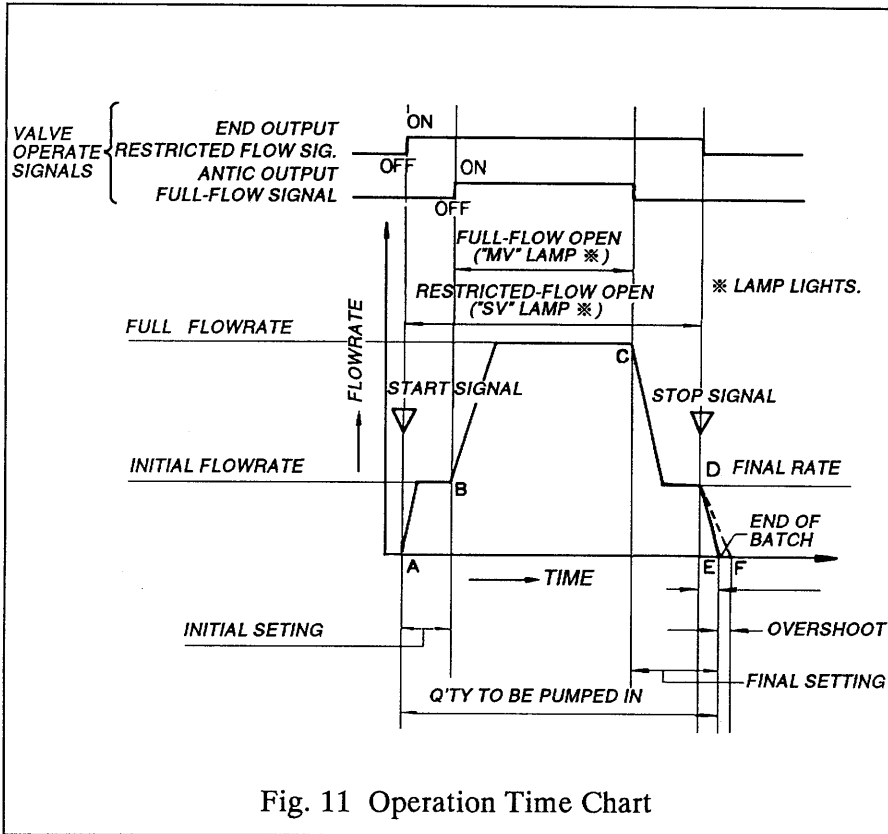 VALVE
OPERATE
SIGNALS
END OUTPUT
RESTRICTED FLOW SIG.
ANTIC OUTPUT
FULL-FLOW SIGNAL
ON
OFF
ON
OFF
FULL-FLOW OPEN
("MV" LAMP ※)
RESTRICTED-FLOW OPEN
("SV" LAMP ※)
※ LAMP LIGHTS.
FULL FLOWRATE
FLOWRATE
C
START SIGNAL
STOP SIGNAL
INITIAL FLOWRATE
B
D
FINAL RATE
END OF
BATCH
A
TIME
E
F
INITIAL SETING
OVERSHOOT
FINAL SETTING
Q'TY TO BE PUMPED IN
Fig. 11 Operation Time Chart